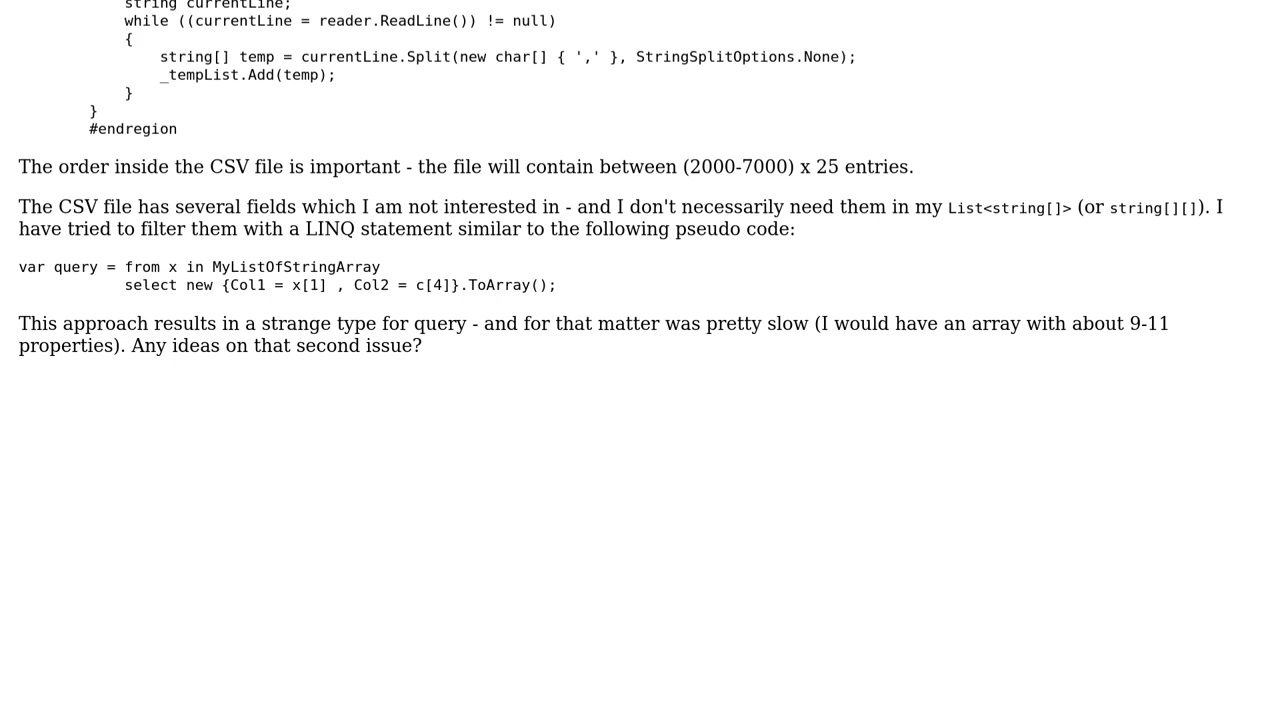 string currentLine;
while ((currentLine = reader.ReadLine()) != null)
{
string[] temp = currentLine.Split(new char[] { ',' }, StringSplitOptions.None);
_tempList.Add(temp);
}
}
#endregion
The order inside the CSV file is important - the file will contain between (2000-7000) x 25 entries.
The CSV file has several fields which I am not interested in - and I don't necessarily need them in my List<string[]> (or string[][]). I
have tried to filter them with a LINQ statement similar to the following pseudo code:
var query = from x in MyListOfStringArray
select new {Col1 = x[1] , Col2 = c[4]}.ToArray();
This approach results in a strange type for query - and for that matter was pretty slow (I would have an array with about 9-11
properties). Any ideas on that second issue?